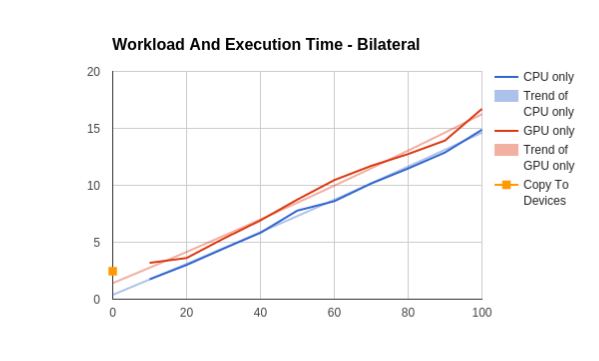 Workload And Execution Time - Bilateral
20
15
10
5
0
0 20 40 60 80 100
CPU only
Trend of
CPU only
GPU only
Trend of
GPU only
Copy To
Devices